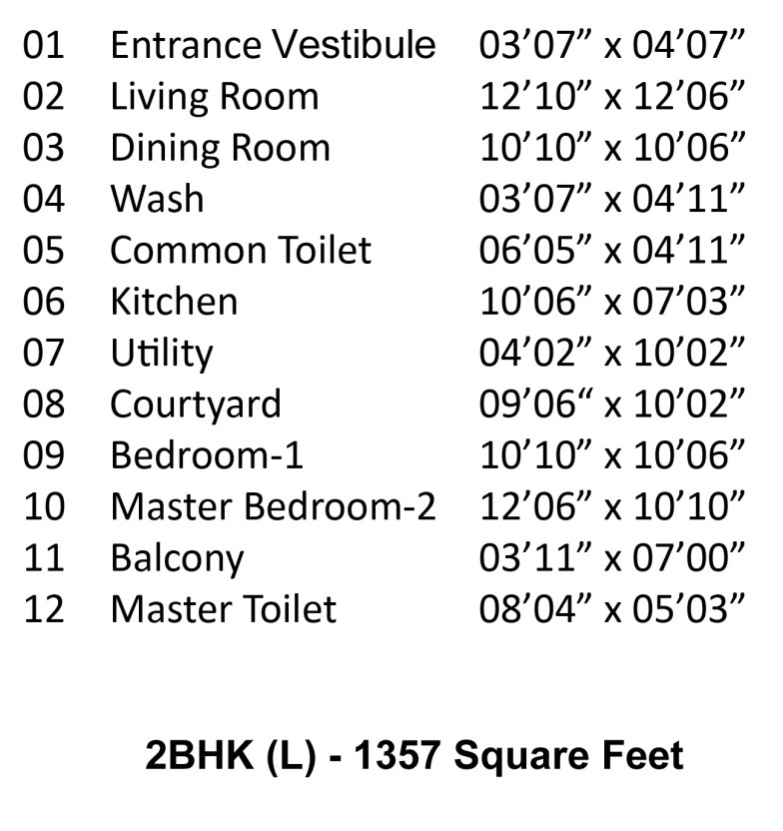 01 Entrance Vestibule 03’07” x 04’07”
02 Living Room 12’10” x 12’06”
03 Dining Room 10’10” x 10’06”
04 Wash 03’07” x 04’11”
05 Common Toilet 06’05” x 04’11”
06 Kitchen 10’06” x 07’03”
07 Utility 04’02” x 10’02”
08 Courtyard 09’06“ x 10’02”
09 Bedroom-1 10’10” x 10’06”
10 Master Bedroom-2 12’06” x 10’10”
11 Balcony 03’11” x 07’00”
12 Master Toilet 08’04” x 05’03”
2BHK (L) - 1357 Square Feet